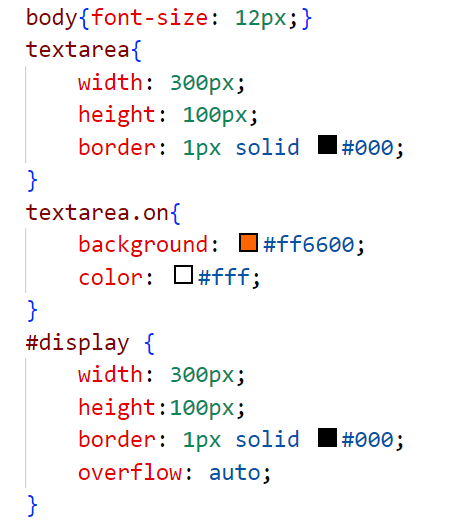 body{font-size: 12px;}
textarea{
width: 300px;
height: 100px;
border: 1px solid #000;
}
textarea.on{
background: #ff6600;
color: #fff;
}
#display {
width: 300px;
height:100px;
border: 1px solid #000;
overflow: auto;
}